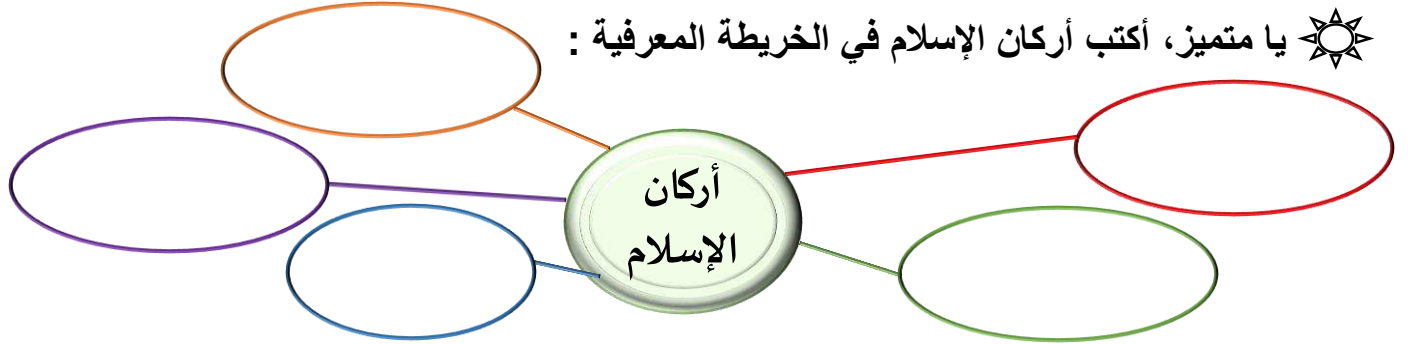 يا متميز، أكتب أركان الإسلام في الخريطة المعرفية :
أركان
الإسلام